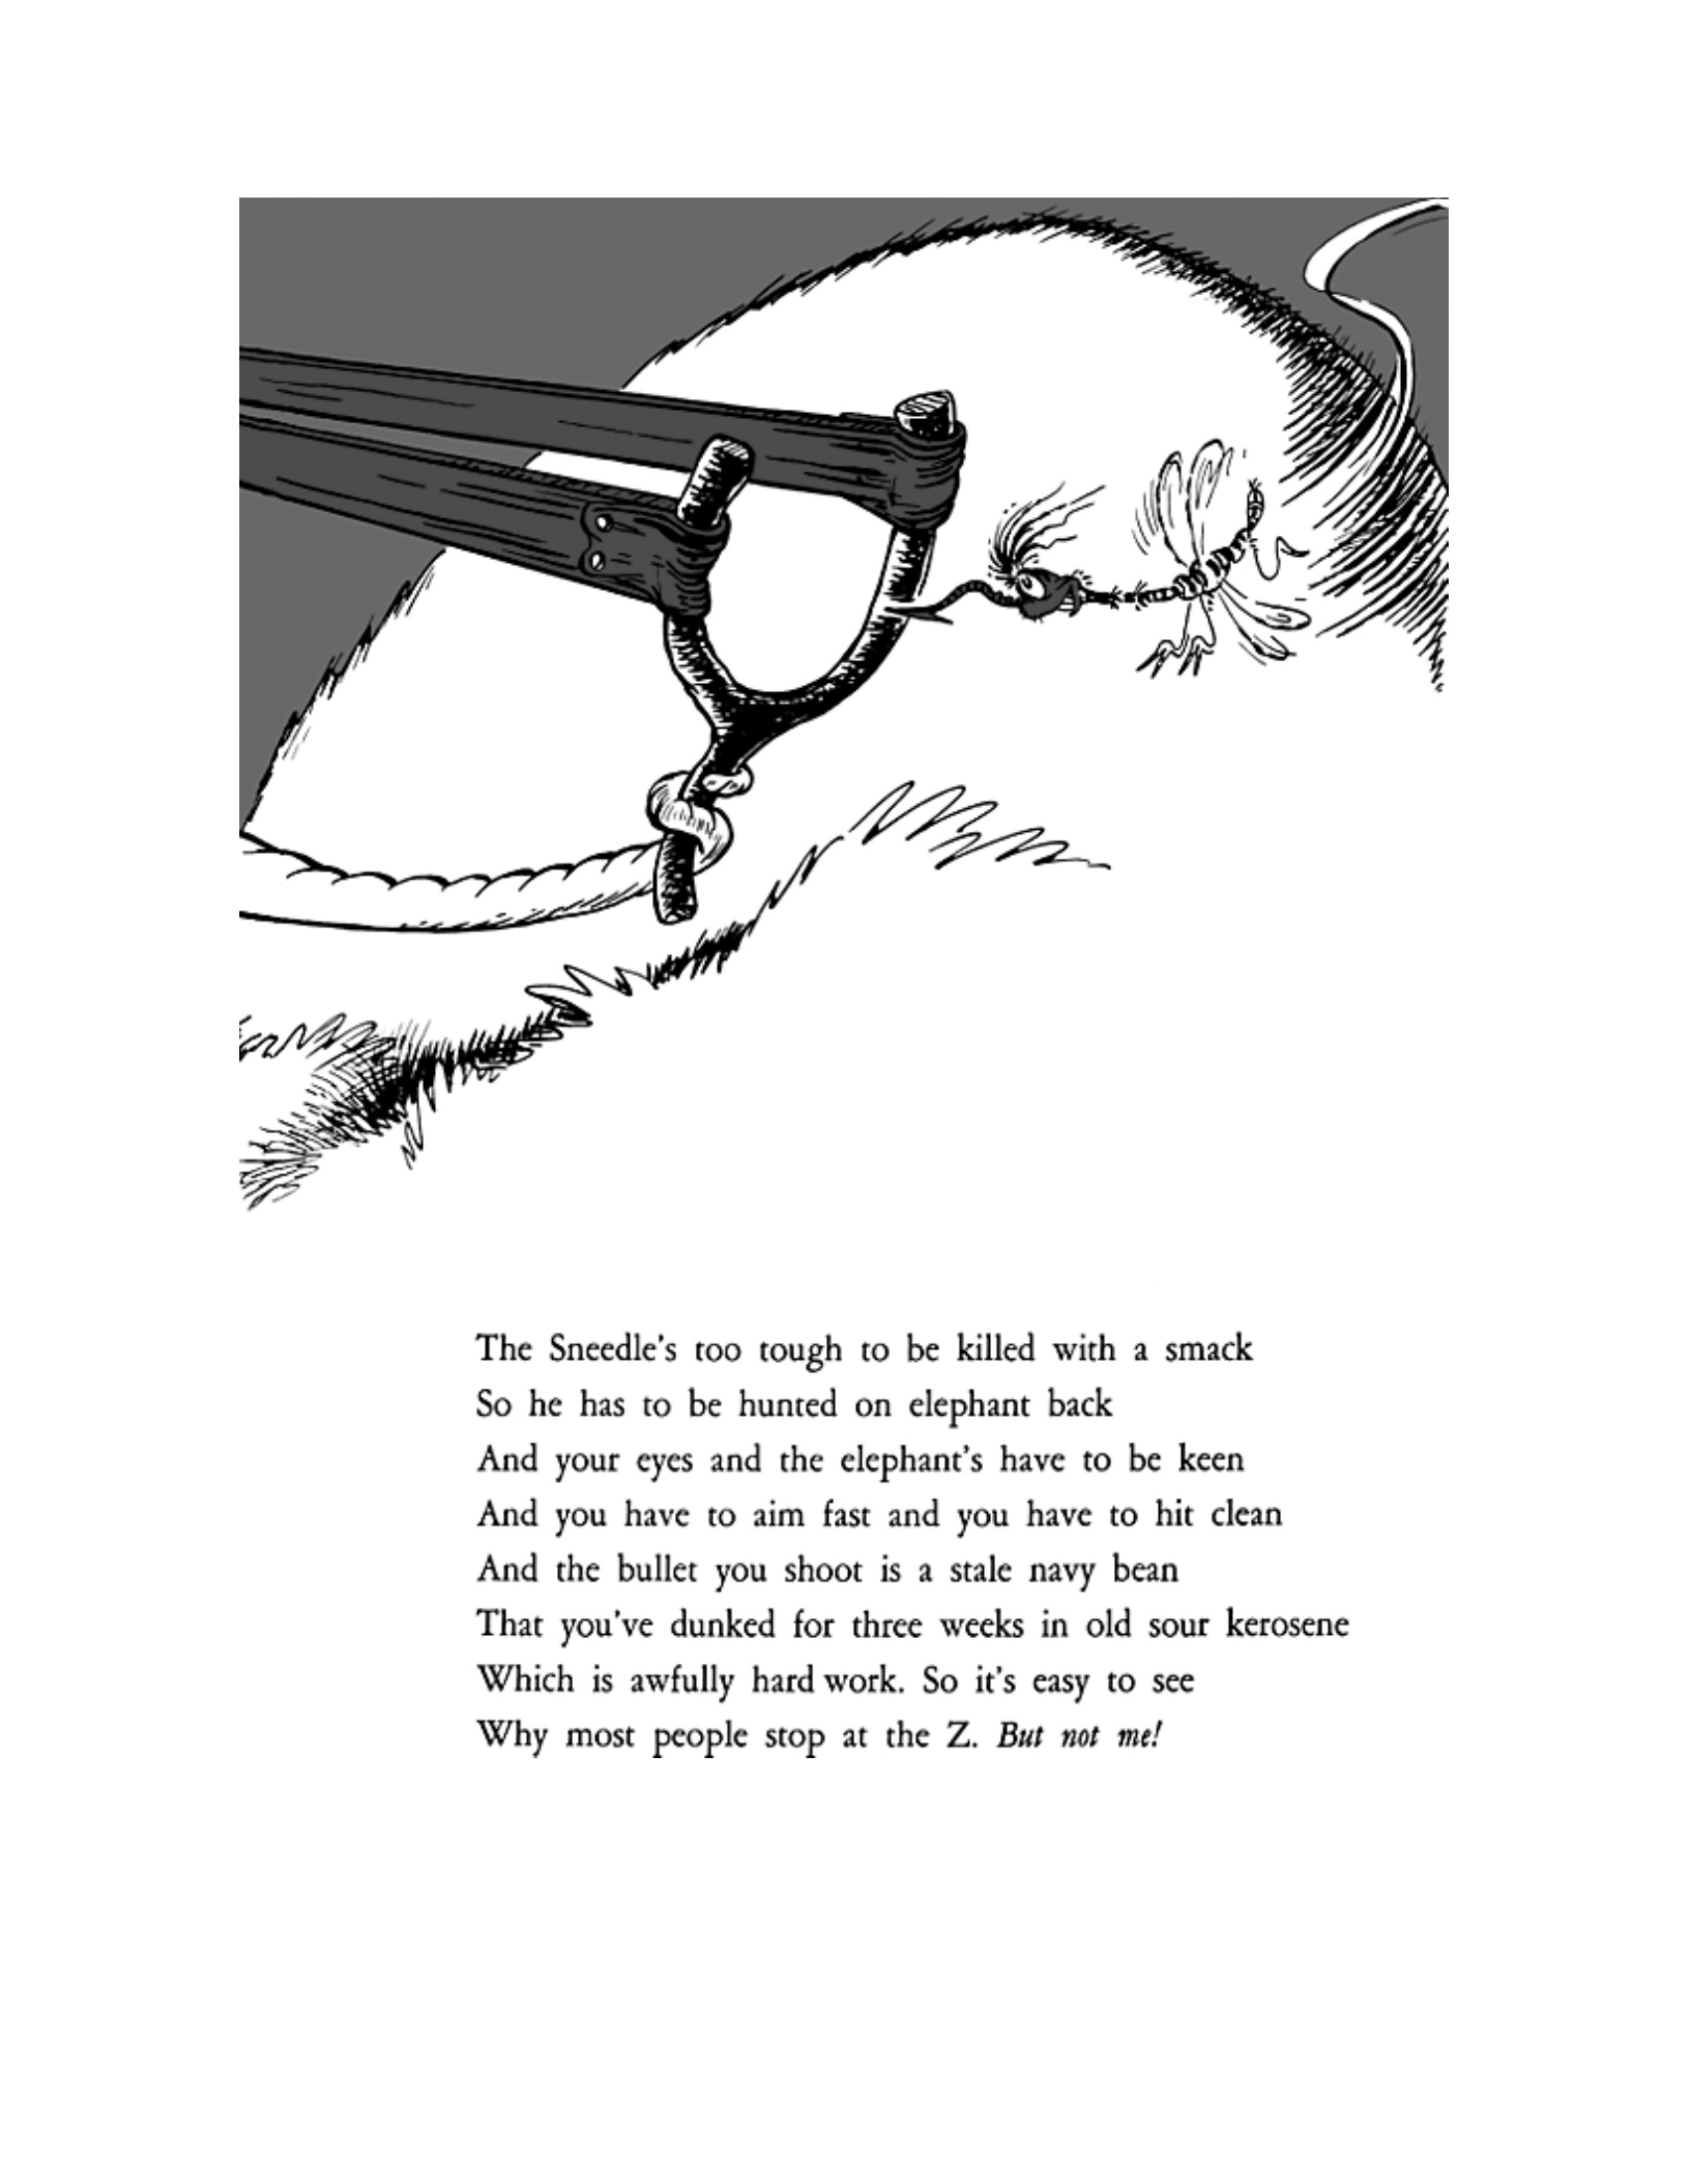 The Sneedle's too tough to be killed with a smack
So he has to be hunted on elephant back
And your eyes and the elephant's have to be keen
And you have to aim fast and you have to hit clean
And the bullet you shoot is a stale navy bean
That you've dunked for three weeks in old sour kerosene
Which is awfully hard work. So it's easy to see
Why most people stop at the Z. But not me!